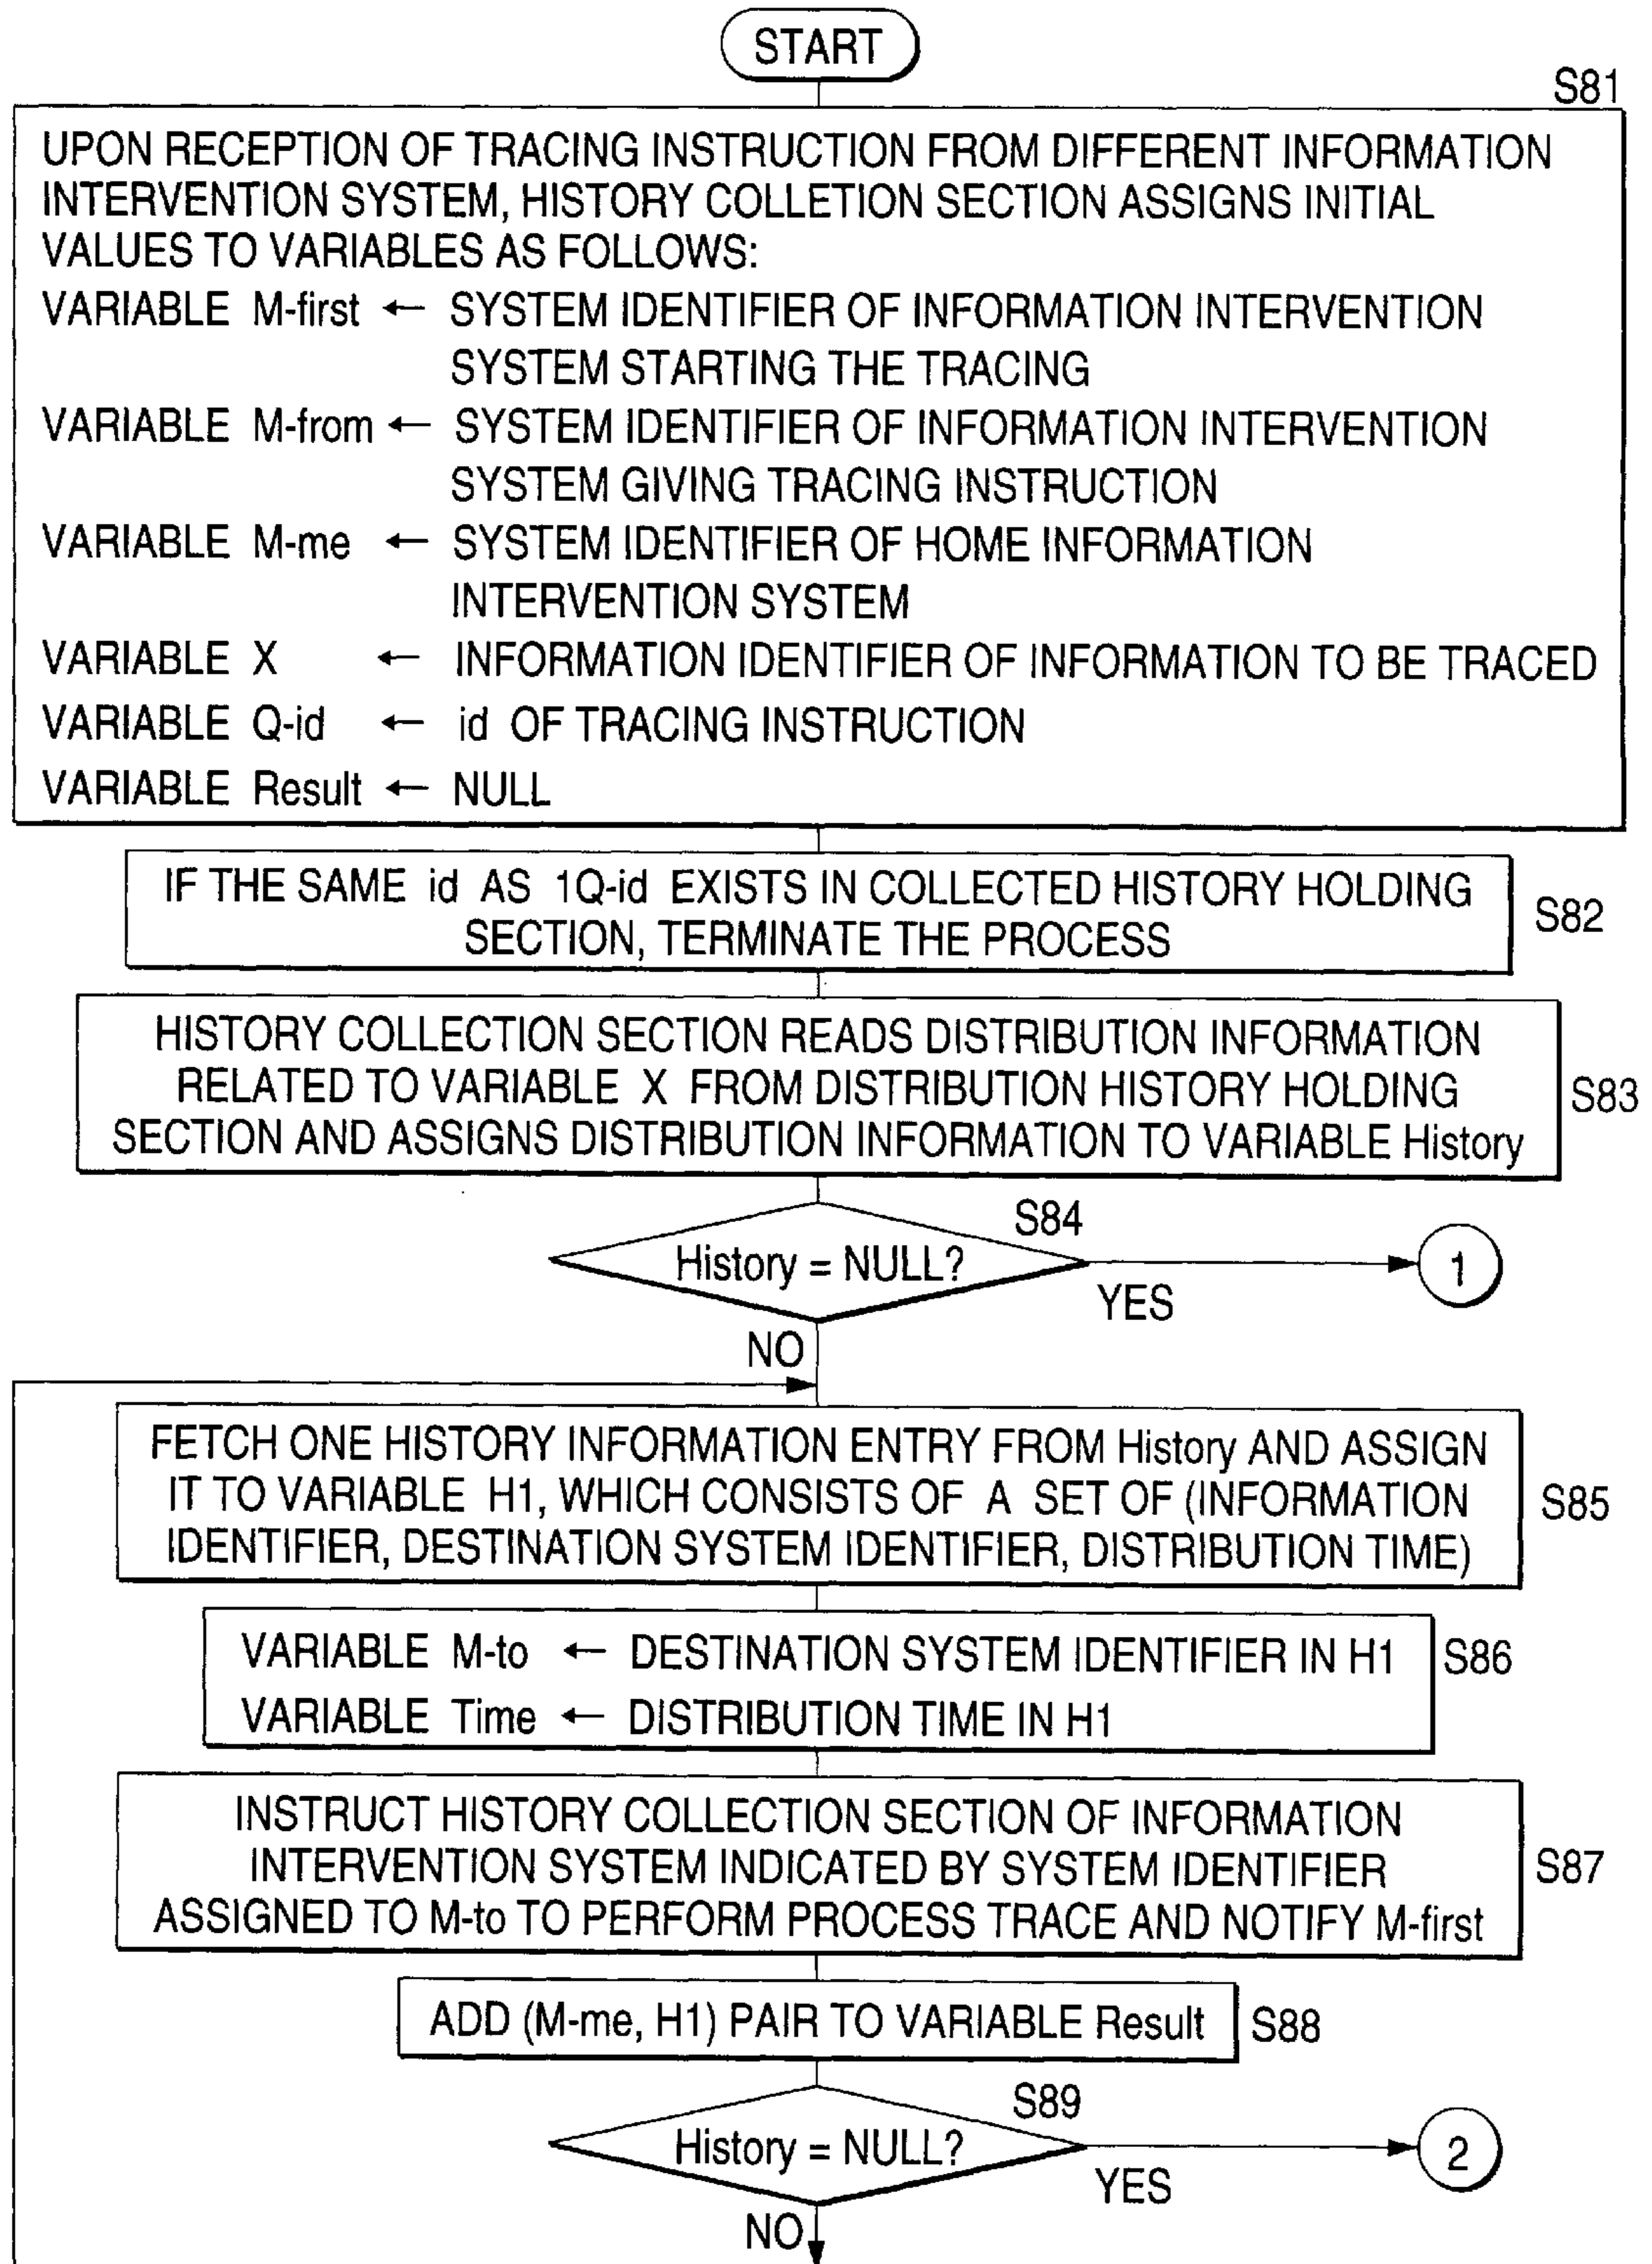 START
S81
UPON RECEPTION OF TRACING INSTRUCTION FROM DIFFERENT INFORMATION
INTERVENTION SYSTEM, HISTORY COLLETION SECTION ASSIGNS INITIAL
VALUES TO VARIABLES AS FOLLOWS:
VARIABLE M-first ← SYSTEM IDENTIFIER OF INFORMATION INTERVENTION
SYSTEM STARTING THE TRACING
VARIABLE M-from ← SYSTEM IDENTIFIER OF INFORMATION INTERVENTION
SYSTEM GIVING TRACING INSTRUCTION
VARIABLE M-me ← SYSTEM IDENTIFIER OF HOME INFORMATION
INTERVENTION SYSTEM
VARIABLE X ← INFORMATION IDENTIFIER OF INFORMATION TO BE TRACED
VARIABLE Q-id ← id OF TRACING INSTRUCTION
VARIABLE Result ← NULL
IF THE SAME id AS 1Q-id EXISTS IN COLLECTED HISTORY HOLDING
SECTION, TERMINATE THE PROCESS
S82
HISTORY COLLECTION SECTION READS DISTRIBUTION INFORMATION
RELATED TO VARIABLE X FROM DISTRIBUTION HISTORY HOLDING
SECTION AND ASSIGNS DISTRIBUTION INFORMATION TO VARIABLE History
S83
S84
History = NULL?
YES
1
NO
FETCH ONE HISTORY INFORMATION ENTRY FROM History AND ASSIGN
IT TO VARIABLE H1, WHICH CONSISTS OF A SET OF (INFORMATION
IDENTIFIER, DESTINATION SYSTEM IDENTIFIER, DISTRIBUTION TIME)
S85
VARIABLE M-to ← DESTINATION SYSTEM IDENTIFIER IN H1
VARIABLE Time ← DISTRIBUTION TIME IN H1
S86
INSTRUCT HISTORY COLLECTION SECTION OF INFORMATION
INTERVENTION SYSTEM INDICATED BY SYSTEM IDENTIFIER
ASSIGNED TO M-to TO PERFORM PROCESS TRACE AND NOTIFY M-first
S87
ADD (M-me, H1) PAIR TO VARIABLE Result
S88
S89
History = NULL?
YES
2
NO